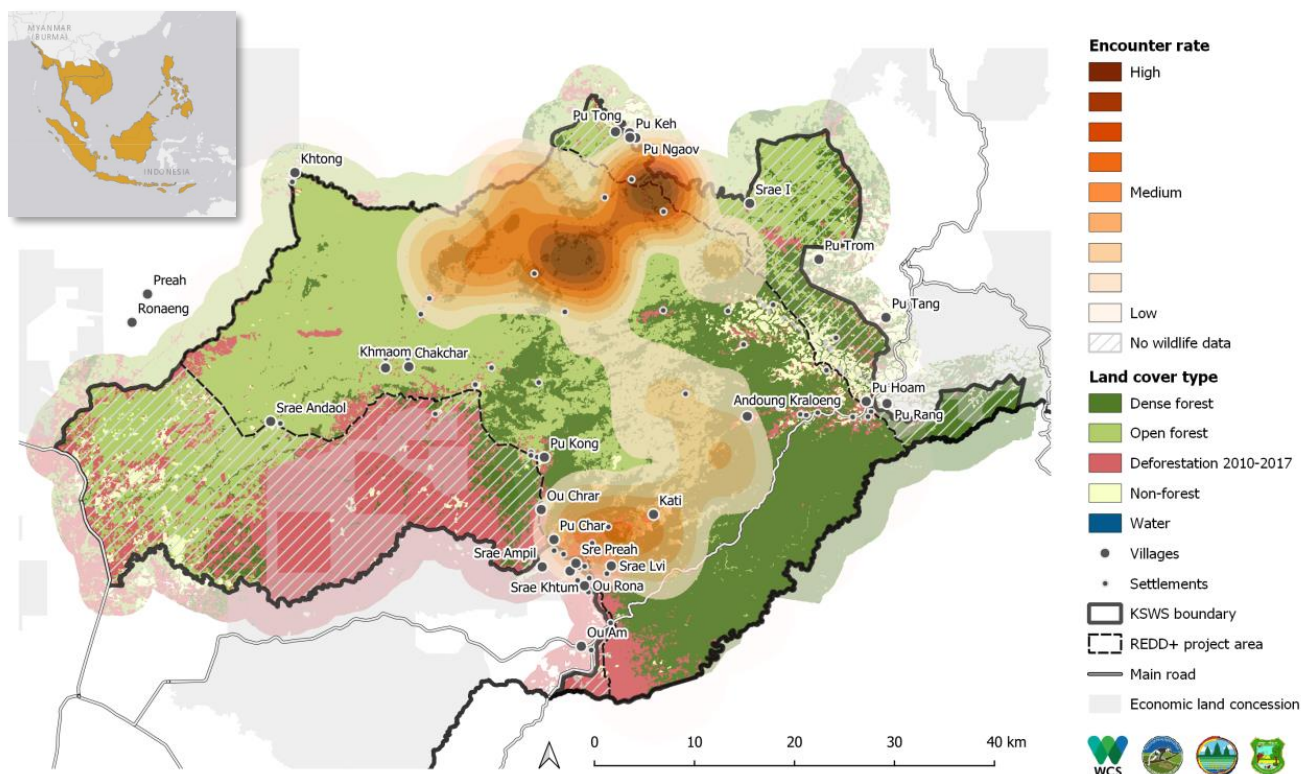 MYANMAR
(BURMA)
INDONESIA
Pu Tong
Pu Keh
Pu Ngaov
Khtong
Srae I
Pu Trom
Preah
Ronaeng
Pu Tang
Khmaom
Chakchar
Pu Hoam
Andoung Kraloeng
Pu Rang
Srae Andaol
Pu Kong
Ou Chrar
Kati
Pu Char
Srae Ampil
Sre Preah
Srae Lvi
Srae Khtum
Ou Rona
Ou Am
0 10 20 30 40 km
Encounter rate
High
Medium
Low
No wildlife data
Land cover type
Dense forest
Open forest
Deforestation 2010-2017
Non-forest
Water
Villages
Settlements
KSWS boundary
REDD+ project area
Main road
Economic land concession
WCS